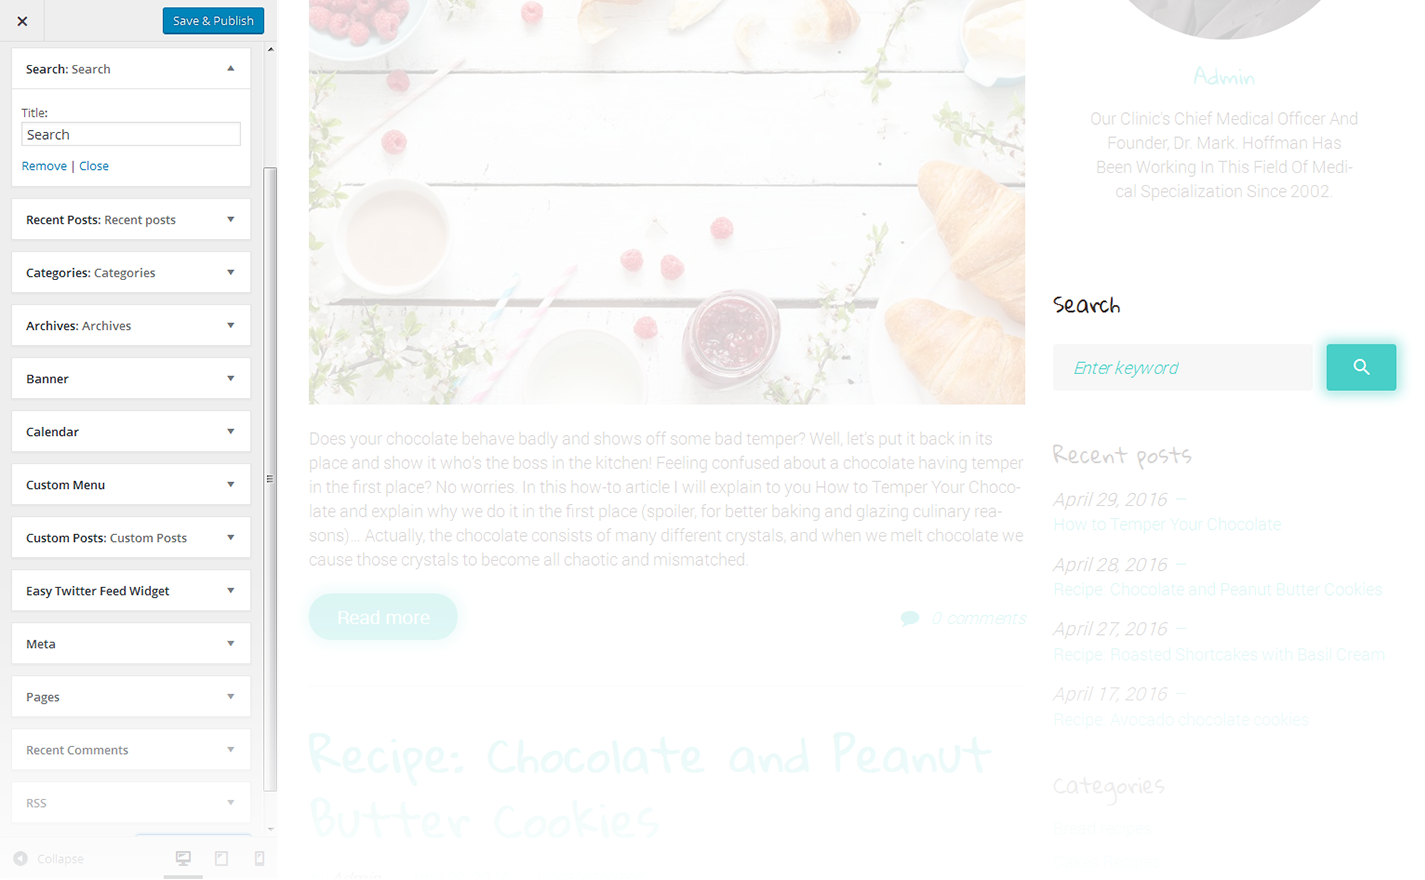 Save & Publish
Search: Search
Title:
Search
Remove | Close
Recent Posts: Recent posts
Categories: Categories
Archives: Archives
Banner
Calendar
Custom Menu
Custom Posts: Custom Posts
Easy Twitter Feed Widget
Meta
Pages
Recent Comments
RSS
Collapse
Does your chocolate behave badly and shows off some bad temper? Well, let's put it back in its
place and show it who's the boss in the kitchen! Feeling confused about a chocolate having temper
in the first place? No worries. In this how-to article I will explain to you How to Temper Your Choco-
late and explain why we do it in the first place (spoiler, for better baking and glazing culinary rea-
sons)... Actually, the chocolate consists of many different crystals, and when we melt chocolate we
cause those crystals to become all chaotic and mismatched.
Read more
0 comments
Recipe: Chocolate and Peanut
Butter Cookies
Admin
Admin
Our Clinic's Chief Medical Officer And
Founder, Dr. Mark. Hoffman Has
Been Working In This Field Of Medi-
cal Specialization Since 2002.
Search
Enter keyword
Recent posts
April 29, 2016 –
How to Temper Your Chocolate
April 28, 2016 –
Recipe: Chocolate and Peanut Butter Cookies
April 27, 2016 –
Recipe: Roasted Shortcakes with Basil Cream
April 17, 2016 –
Recipe: Avocado chocolate cookies
Categories